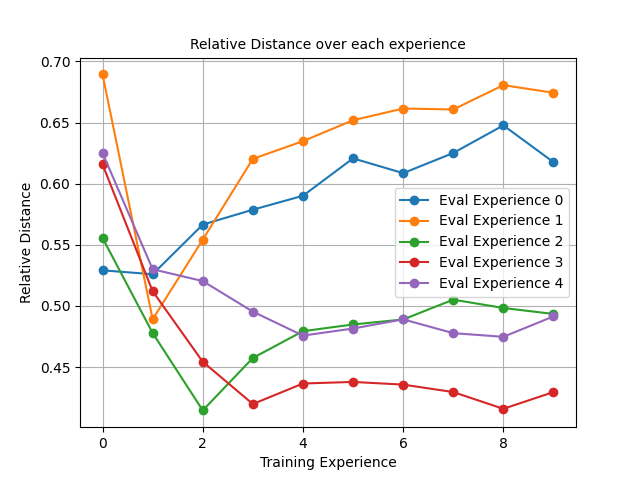 Relative Distance over each experience
Relative Distance
0.70
0.65
0.60
0.55
0.50
0.45
Eval Experience 0
Eval Experience 1
Eval Experience 2
Eval Experience 3
Eval Experience 4
0 2 4 6 8
Training Experience